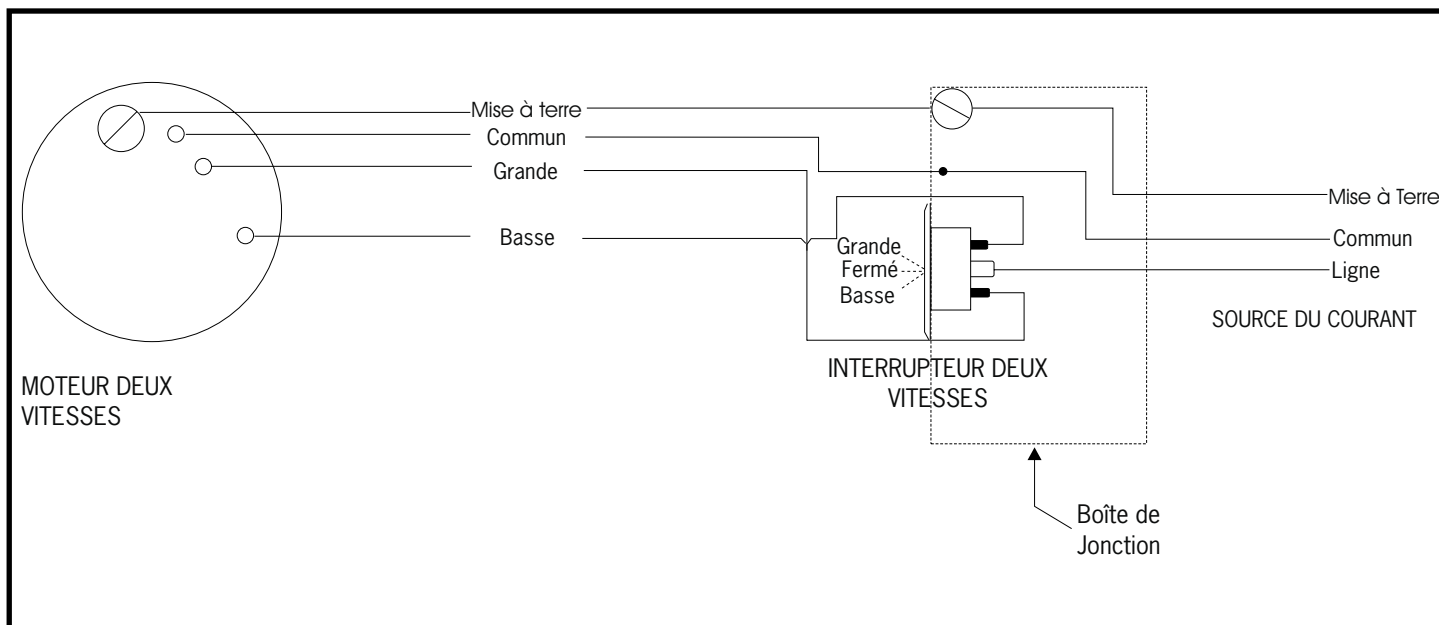 Mise à terre
Commun
Grande
Basse
Mise à Terre
Commun
Ligne
SOURCE DU COURANT
Grande
Fermé
Basse
MOTEUR DEUX
VITESSES
INTERRUPTEUR DEUX
VITESSES
Boîte de
Jonction